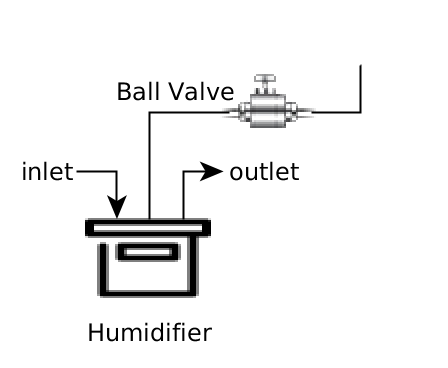 Ball Valve
inlet
outlet
Humidifier